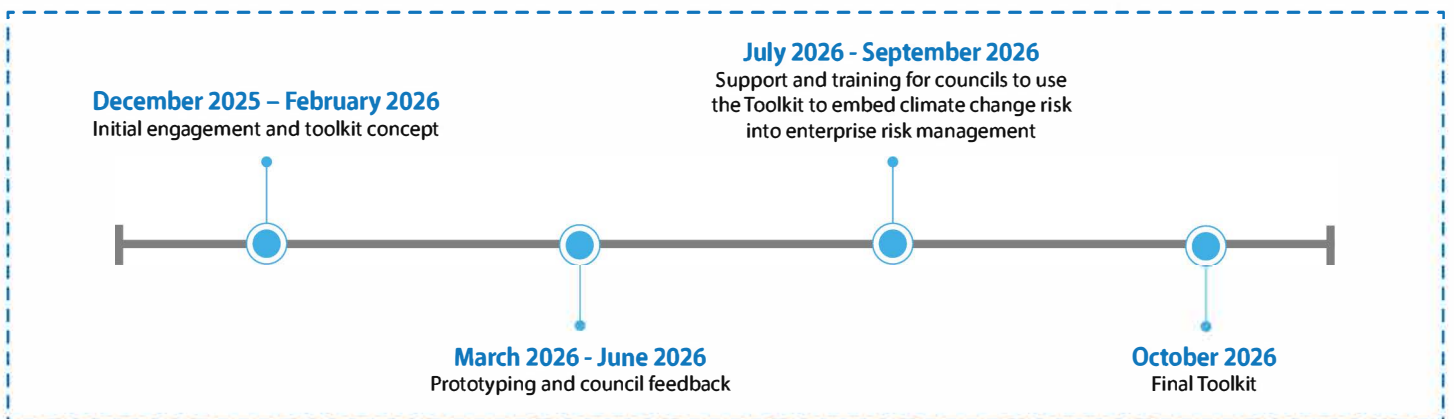 December 2025 – February 2026
Initial engagement and toolkit concept
March 2026 - June 2026
Prototyping and council feedback
July 2026 - September 2026
Support and training for councils to use
the Toolkit to embed climate change risk
into enterprise risk management
October 2026
Final Toolkit